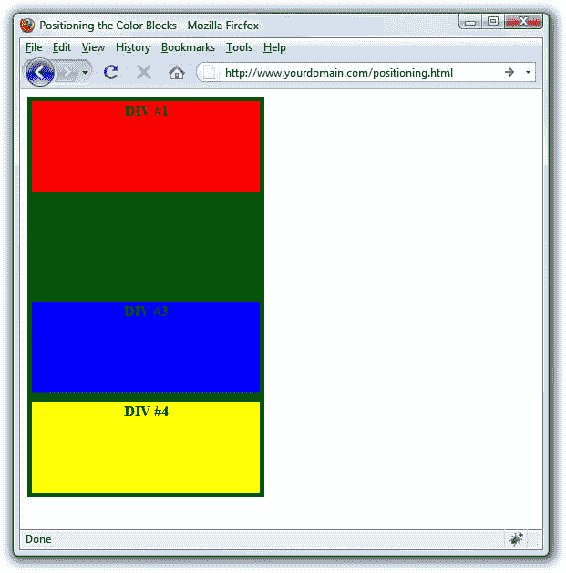 Positioning the Color Blocks - Mozilla Firefox
File Edit View History Bookmarks Tools Help
http://www.yourdomain.com/positioning.html
DIV #1
DIV #3
DIV #4
Done